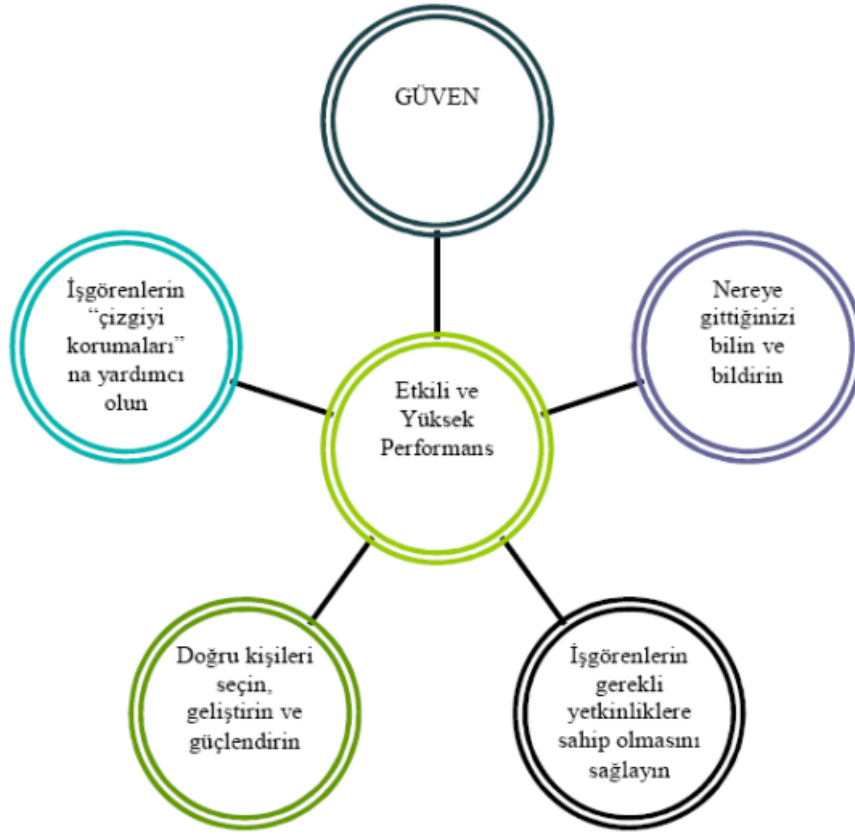 GÜVEN
İşgörenlerin
“çizgiyi
korumaları”
na yardımcı
olun
Nereye
gittiğinizi
bilin ve
bildirin
Etkili ve
Yüksek
Performans
Doğru kişileri
seçin,
geliştirin ve
güçlendirin
İşgörenlerin
gerekli
yetkinliklere
sahip olmasını
sağlayın